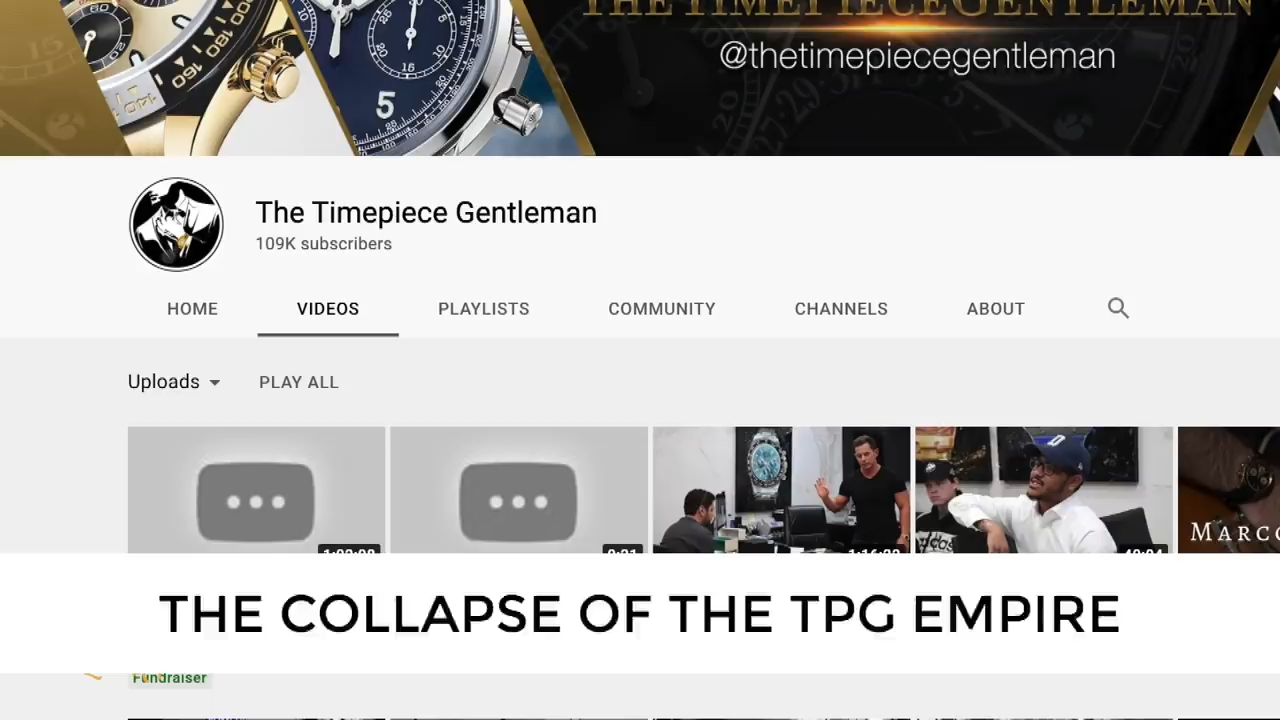 THETIMEPIECEGENTLEMAN
@thetimepiecegentleman
The Timepiece Gentleman
109K subscribers
HOME VIDEOS PLAYLISTS COMMUNITY CHANNELS ABOUT
Uploads PLAY ALL
MARCO
THE COLLAPSE OF THE TPG EMPIRE
Fundraiser